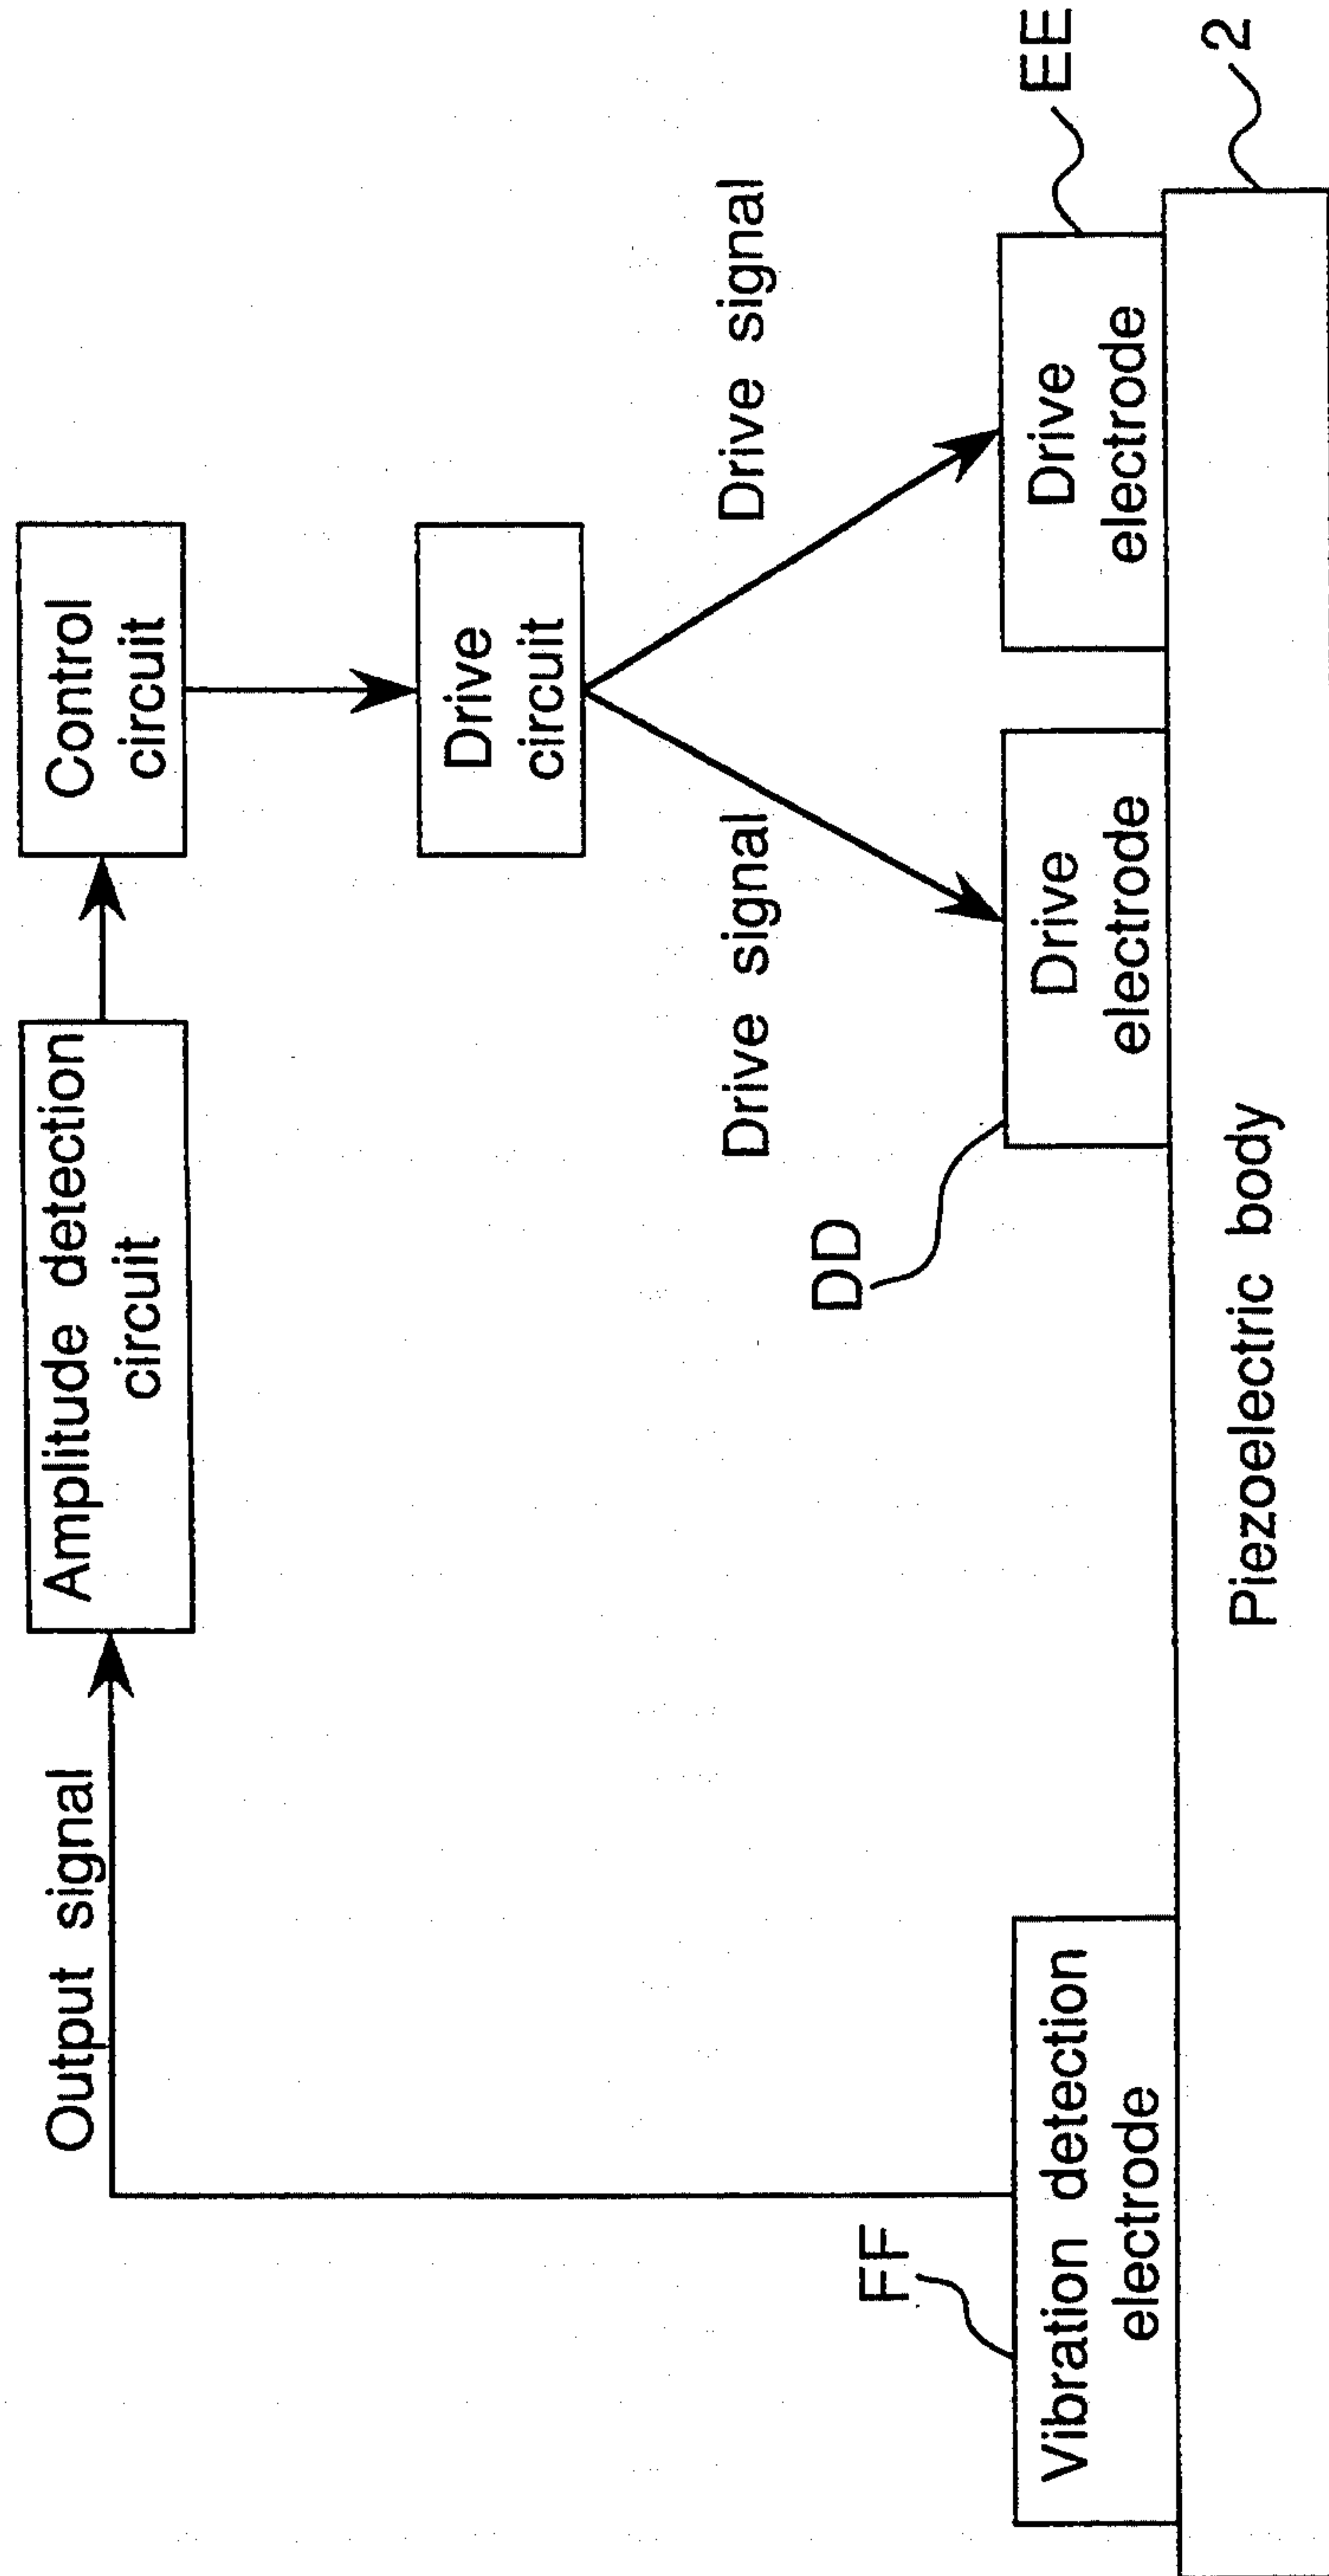 Output signal
Amplitude detection
circuit
Control
circuit
Drive
circuit
Drive signal
Drive signal
FF
DD
EE
Vibration detection
electrode
Drive
electrode
Drive
electrode
Piezoelectric body
2